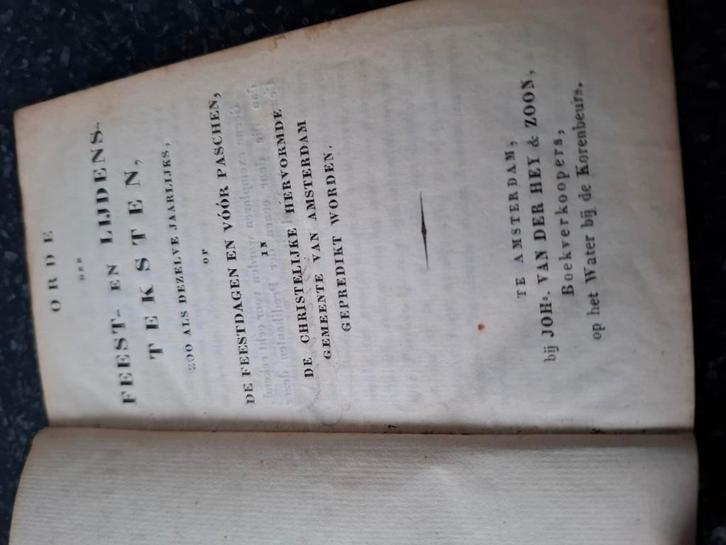 ORDE
DER
FEEST- EN LIJDENS-
TEKSTEN,
ZOO ALS DEZELVE JAARLIJKS,
OP
DE FEESTDAGEN EN VÓÓR PASCHEN,
IN
DE CHRISTELIJKE HERVORMDE
GEMEENTE VAN AMSTERDAM
GEPREDIKT WORDEN.
TE AMSTERDAM,
bij JOHs. VAN DER HEY & ZOON,
Boekverkoopers,
op het Water bij de Korenbeurs.